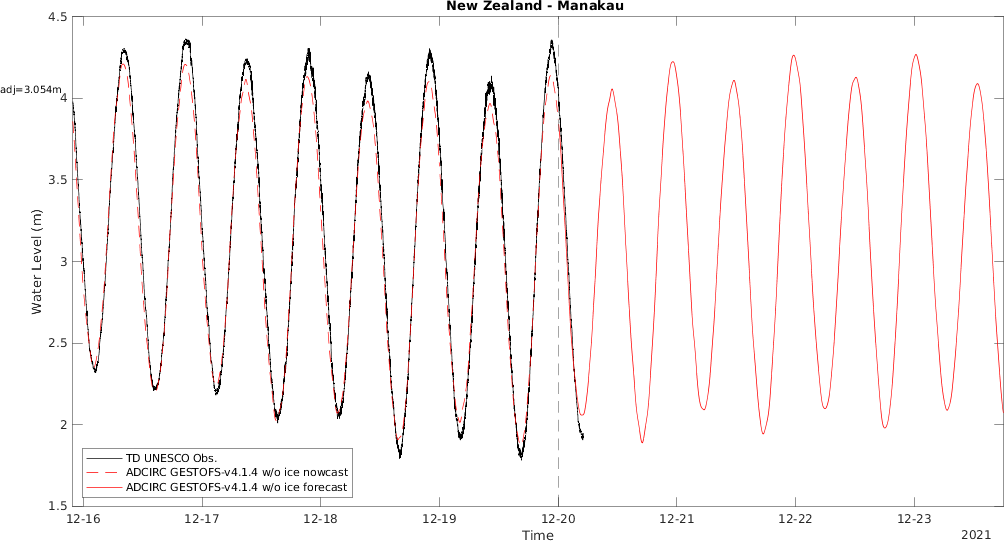 New Zealand - Manakau
adj=3.054m
Water Level (m)
4.5
4
3.5
3
2.5
2
1.5
TD UNESCO Obs.
ADCIRC GESTOFS-v4.1.4 w/o ice nowcast
ADCIRC GESTOFS-v4.1.4 w/o ice forecast
12-16 12-17 12-18 12-19 12-20 12-21 12-22 12-23
Time
2021